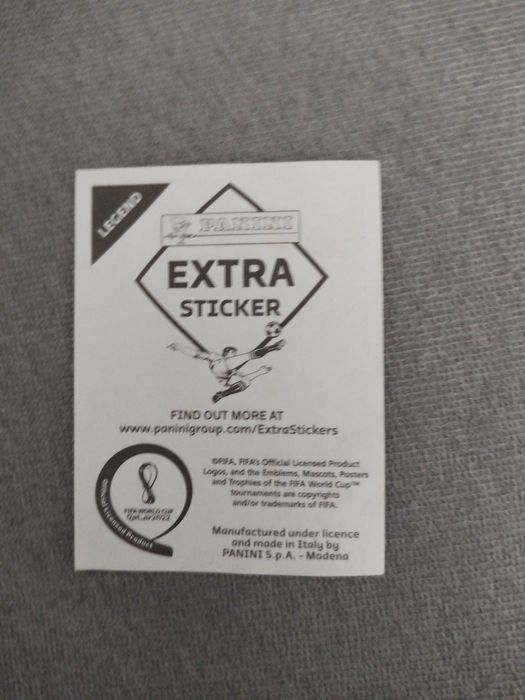 LEGEND
PANINI
EXTRA
STICKER
FIND OUT MORE AT
www.paninigroup.com/ExtraStickers
©FIFA, FIFA's Official Licensed Product
Logos, and the Emblems, Mascots, Posters
and Trophies of the FIFA World Cup™
tournaments are copyrights
and/or trademarks of FIFA.
FIFA WORLD CUP
Qatar2022
Official Licensed Product
Manufactured under licence
and made in Italy by
PANINI S.p.A. - Modena